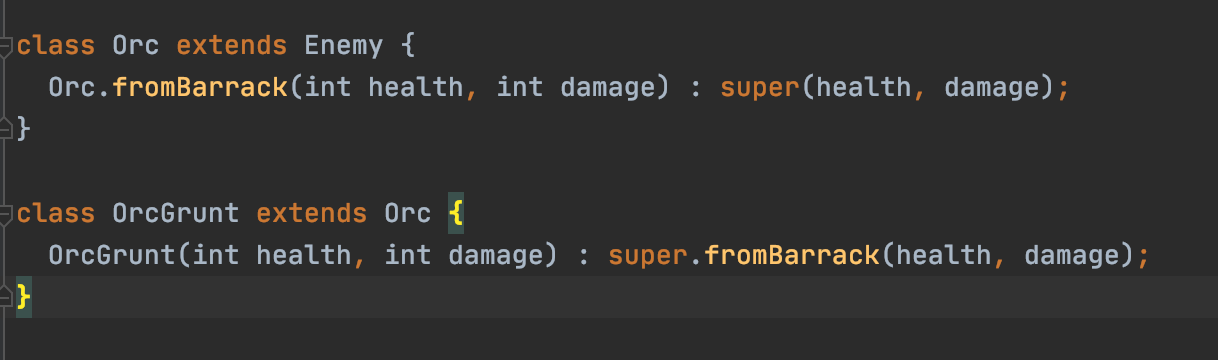 class Orc extends Enemy {
  Orc.fromBarrack(int health, int damage) : super(health, damage);
}
class OrcGrunt extends Orc {
  OrcGrunt(int health, int damage) : super.fromBarrack(health, damage);
}